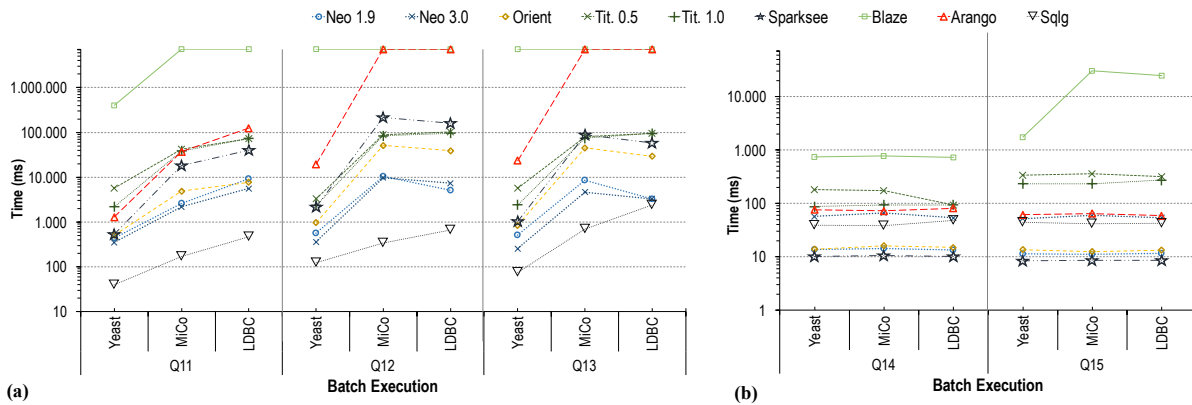 Neo 1.9 Neo 3.0 Orient Tit. 0.5 Tit. 1.0 Sparksee Blaze Arango Sqlg
Time (ms)
1.000.000
100.000
10.000
1.000
100
10
Yeast MiCo LDBC Yeast MiCo LDBC Yeast MiCo LDBC
Q11 Q12 Q13
Batch Execution
(a)
Time (ms)
10.000
1.000
100
10
1
Yeast MiCo LDBC Yeast MiCo LDBC
Q14 Q15
Batch Execution
(b)